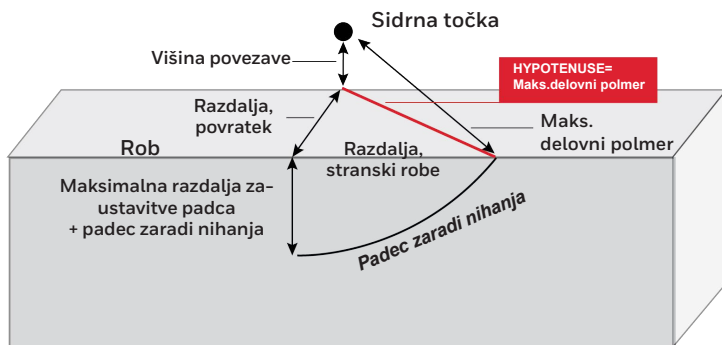 Sidrna točka
Višina povezave
HYPOTENUSE=
Maks.delovni polmer
Razdalja,
povratek
Maks.
delovni polmer
Rob
Razdalja,
stranski robe
Maksimalna razdalja za-
ustavitve padca
+ padec zaradi nihanja
Padec zaradi nihanja